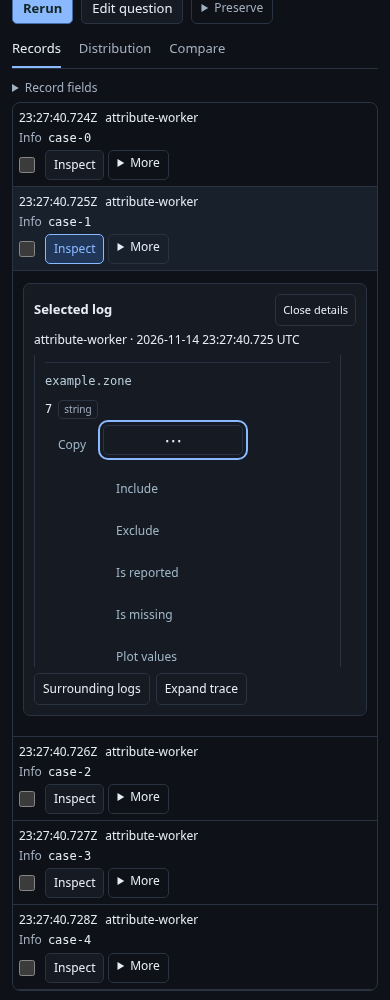 Rerun Edit question ▶ Preserve
Records Distribution Compare
▶ Record fields
23:27:40.724Z attribute-worker
Info case-0
Inspect ▶ More
23:27:40.725Z attribute-worker
Info case-1
Inspect ▶ More
Selected log Close details
attribute-worker · 2026-11-14 23:27:40.725 UTC
example.zone
7 string
Copy ···
Include
Exclude
Is reported
Is missing
Plot values
Surrounding logs Expand trace
23:27:40.726Z attribute-worker
Info case-2
Inspect ▶ More
23:27:40.727Z attribute-worker
Info case-3
Inspect ▶ More
23:27:40.728Z attribute-worker
Info case-4
Inspect ▶ More